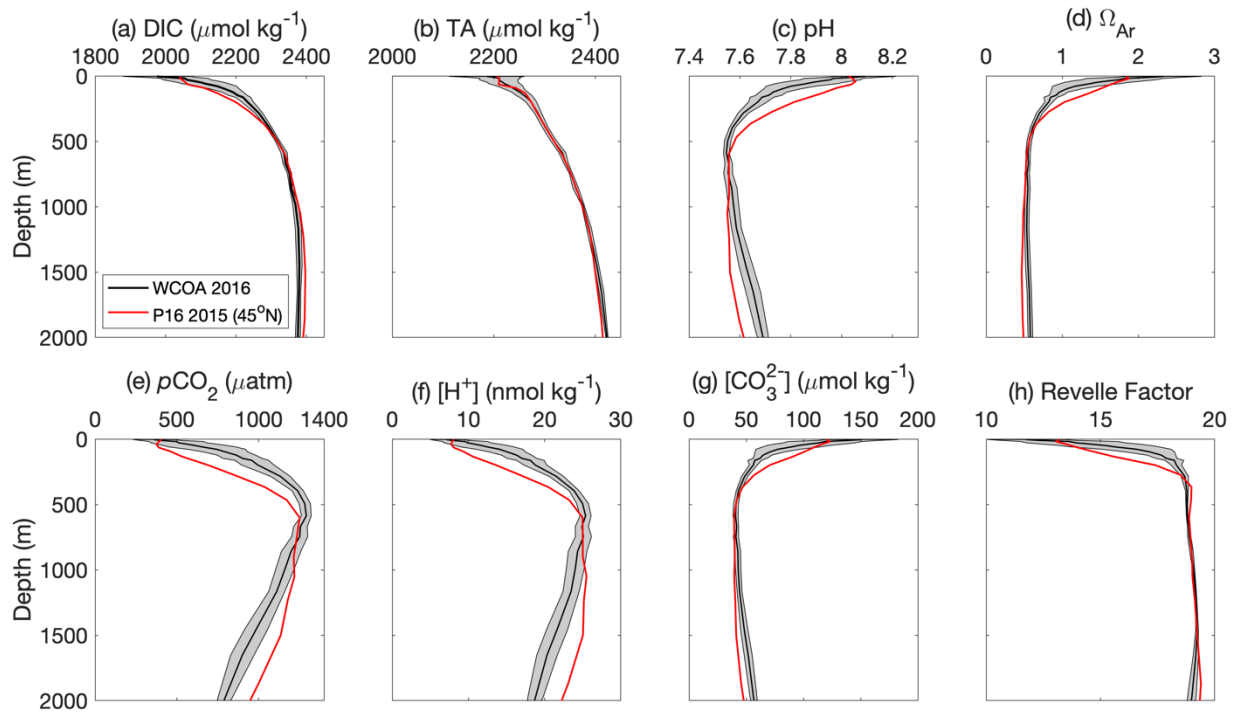 (a) DIC (μmol kg⁻¹)
1800 2000 2200 2400
(b) TA (μmol kg⁻¹)
2000 2200 2400
(c) pH
7.4 7.6 7.8 8 8.2
(d) Ω_Ar
0 1 2 3
0
500
1000
1500
2000
Depth (m)
WCOA 2016
P16 2015 (45°N)
(e) pCO₂ (μatm)
0 500 1000 1400
(f) [H⁺] (nmol kg⁻¹)
0 10 20 30
(g) [CO₃²⁻] (μmol kg⁻¹)
0 50 100 150 200
(h) Revelle Factor
10 15 20
0
500
1000
1500
2000
Depth (m)